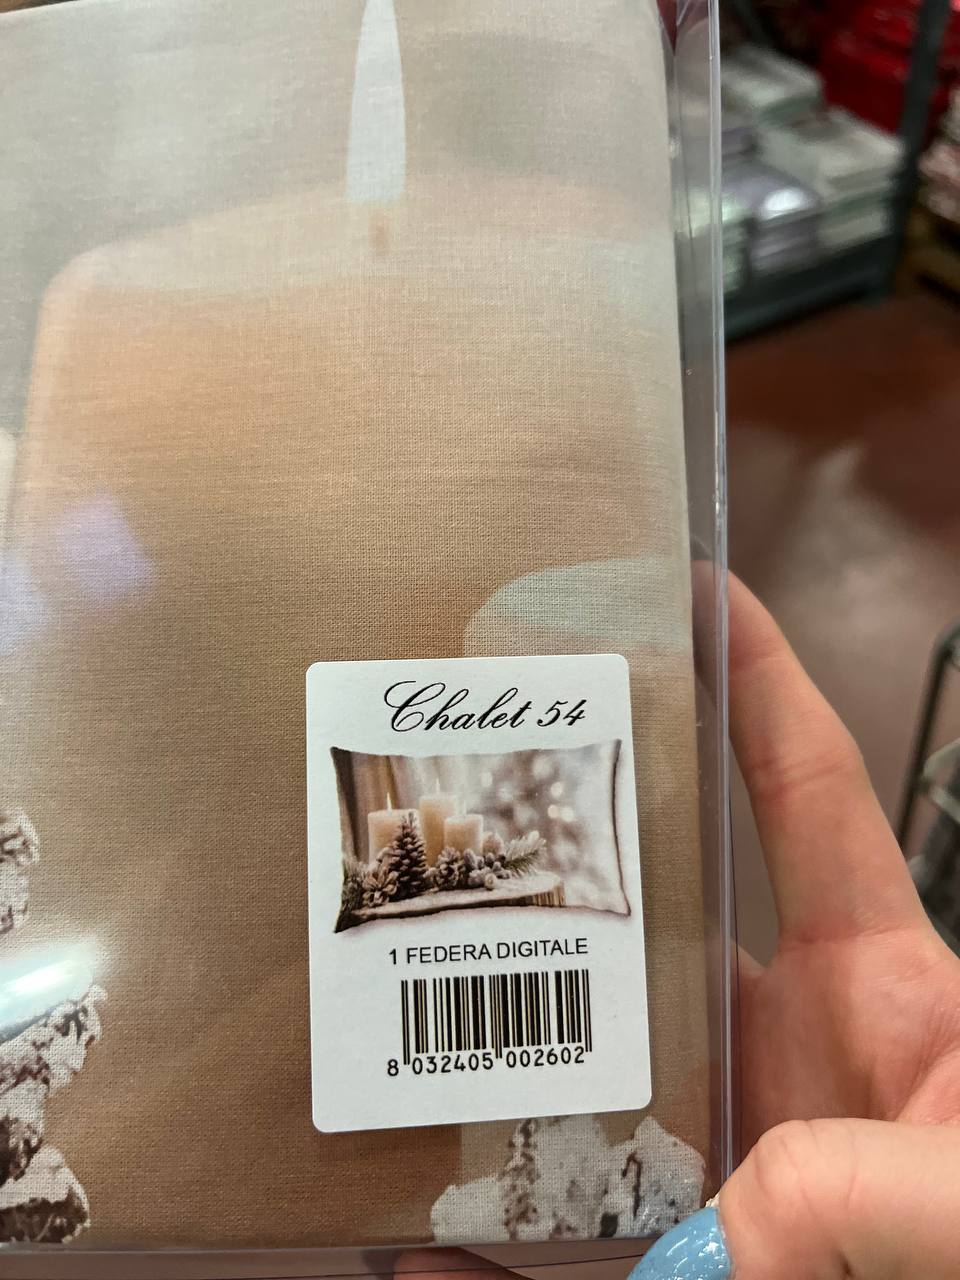 Chalet 54
1 FEDERA DIGITALE
8 032405 002602